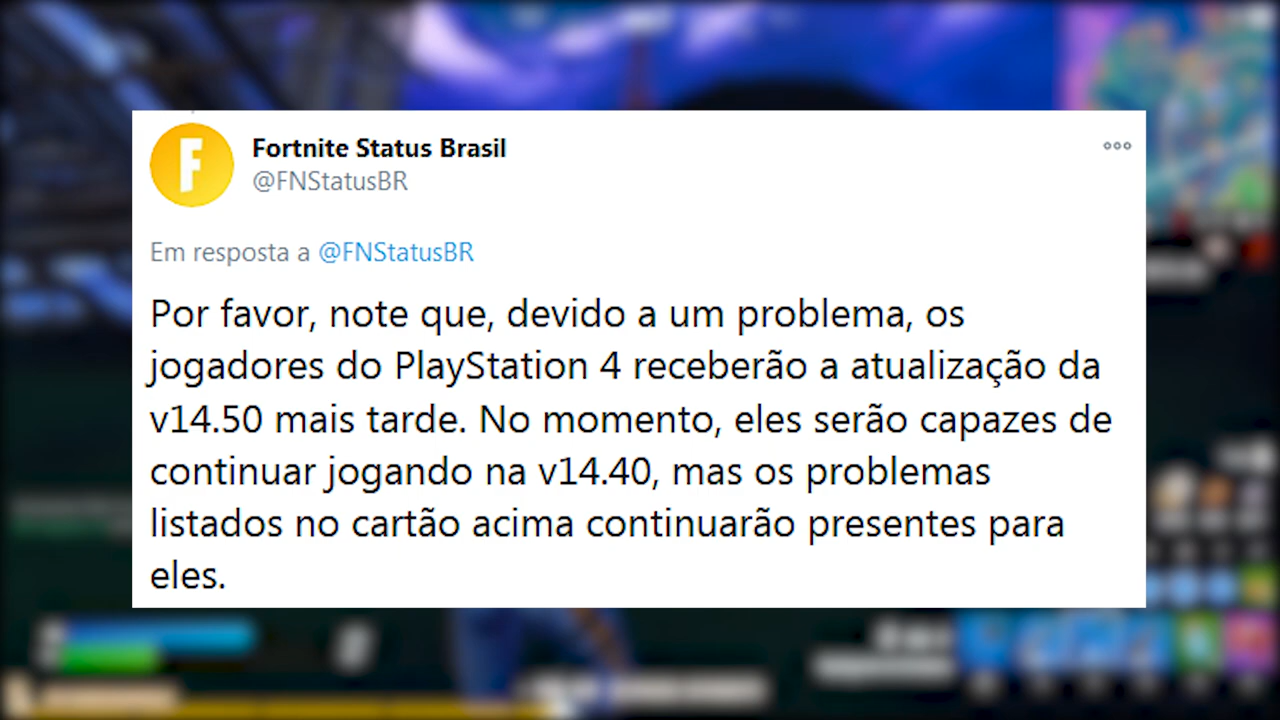 Fortnite Status Brasil
@FNStatusBR
Em resposta a @FNStatusBR
Por favor, note que, devido a um problema, os
jogadores do PlayStation 4 receberão a atualização da
v14.50 mais tarde. No momento, eles serão capazes de
continuar jogando na v14.40, mas os problemas
listados no cartão acima continuarão presentes para
eles.